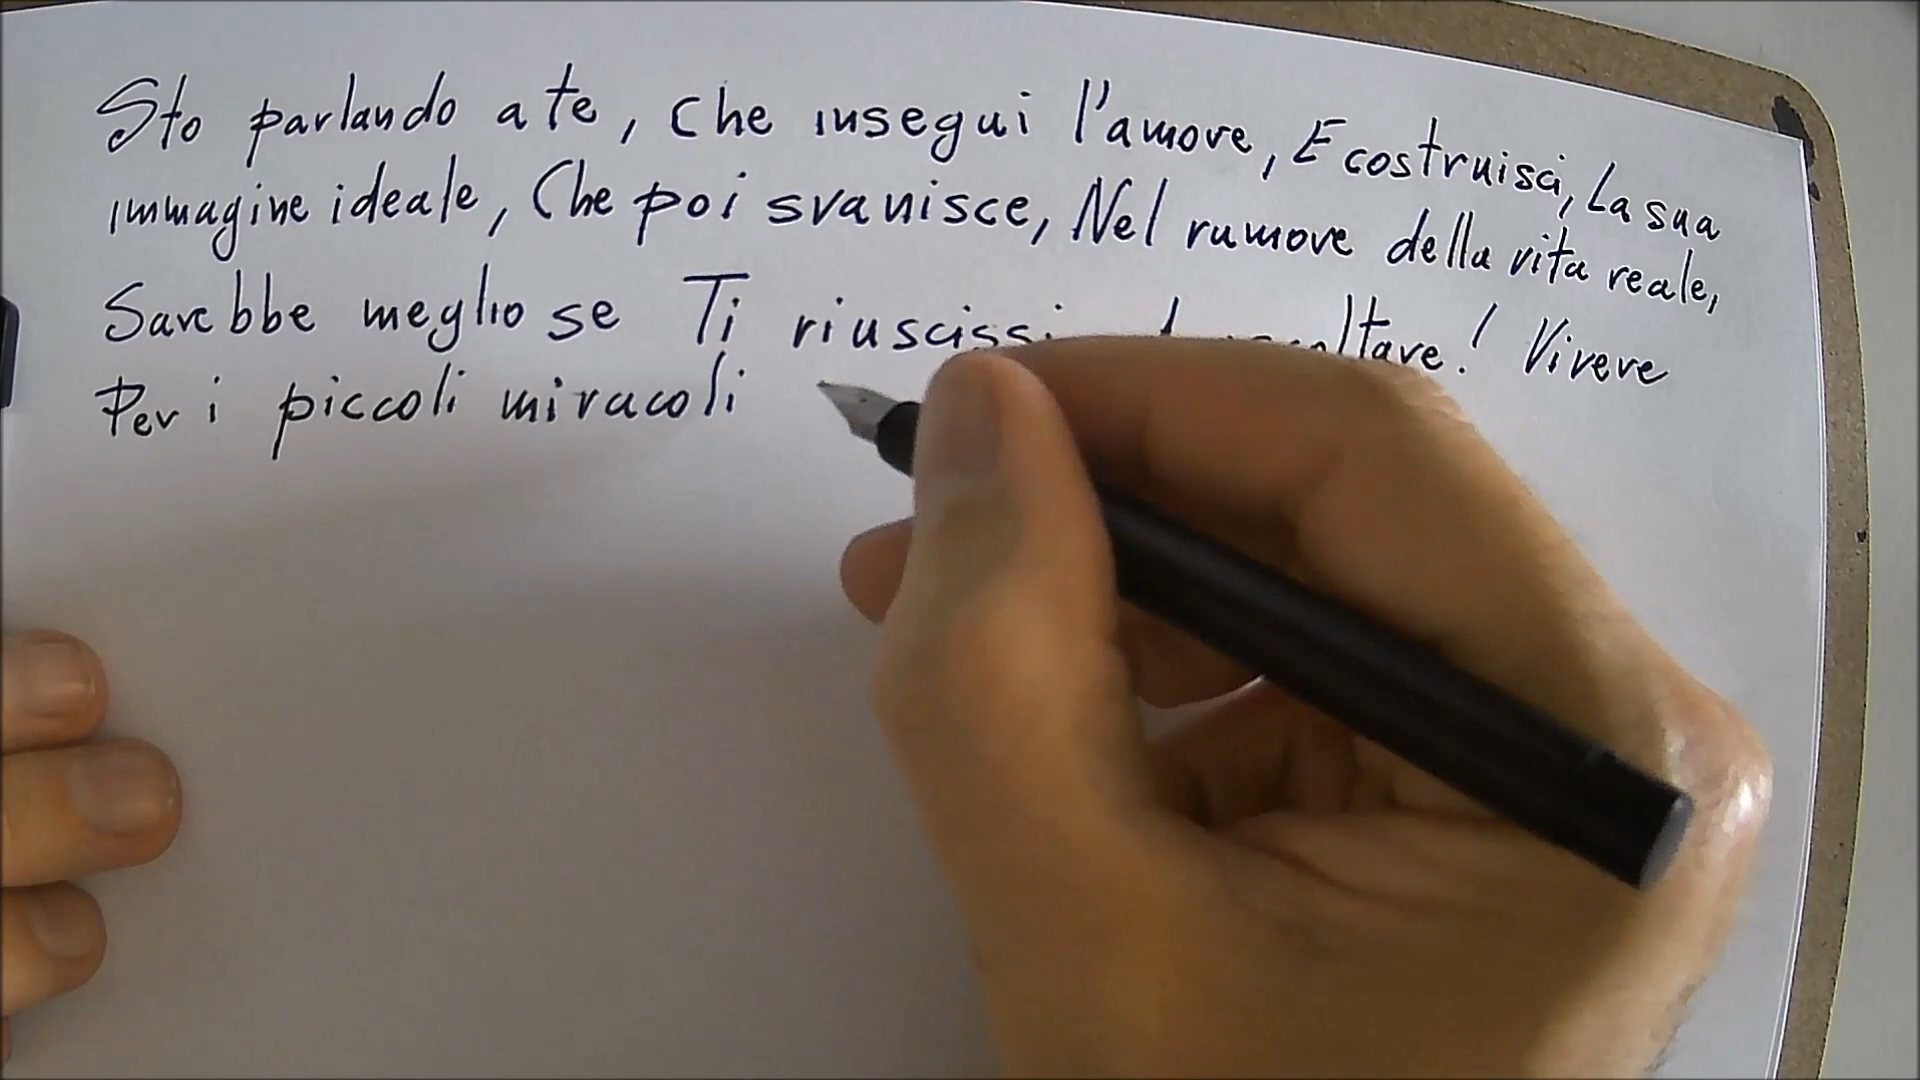 Sto parlando a te, che insegui l'amore, E costruisci, La sua
immagine ideale, Che poi svanisce, Nel rumore della vita reale,
Sarebbe meglio se Ti riuscissi Vivere
Per i piccoli miracoli